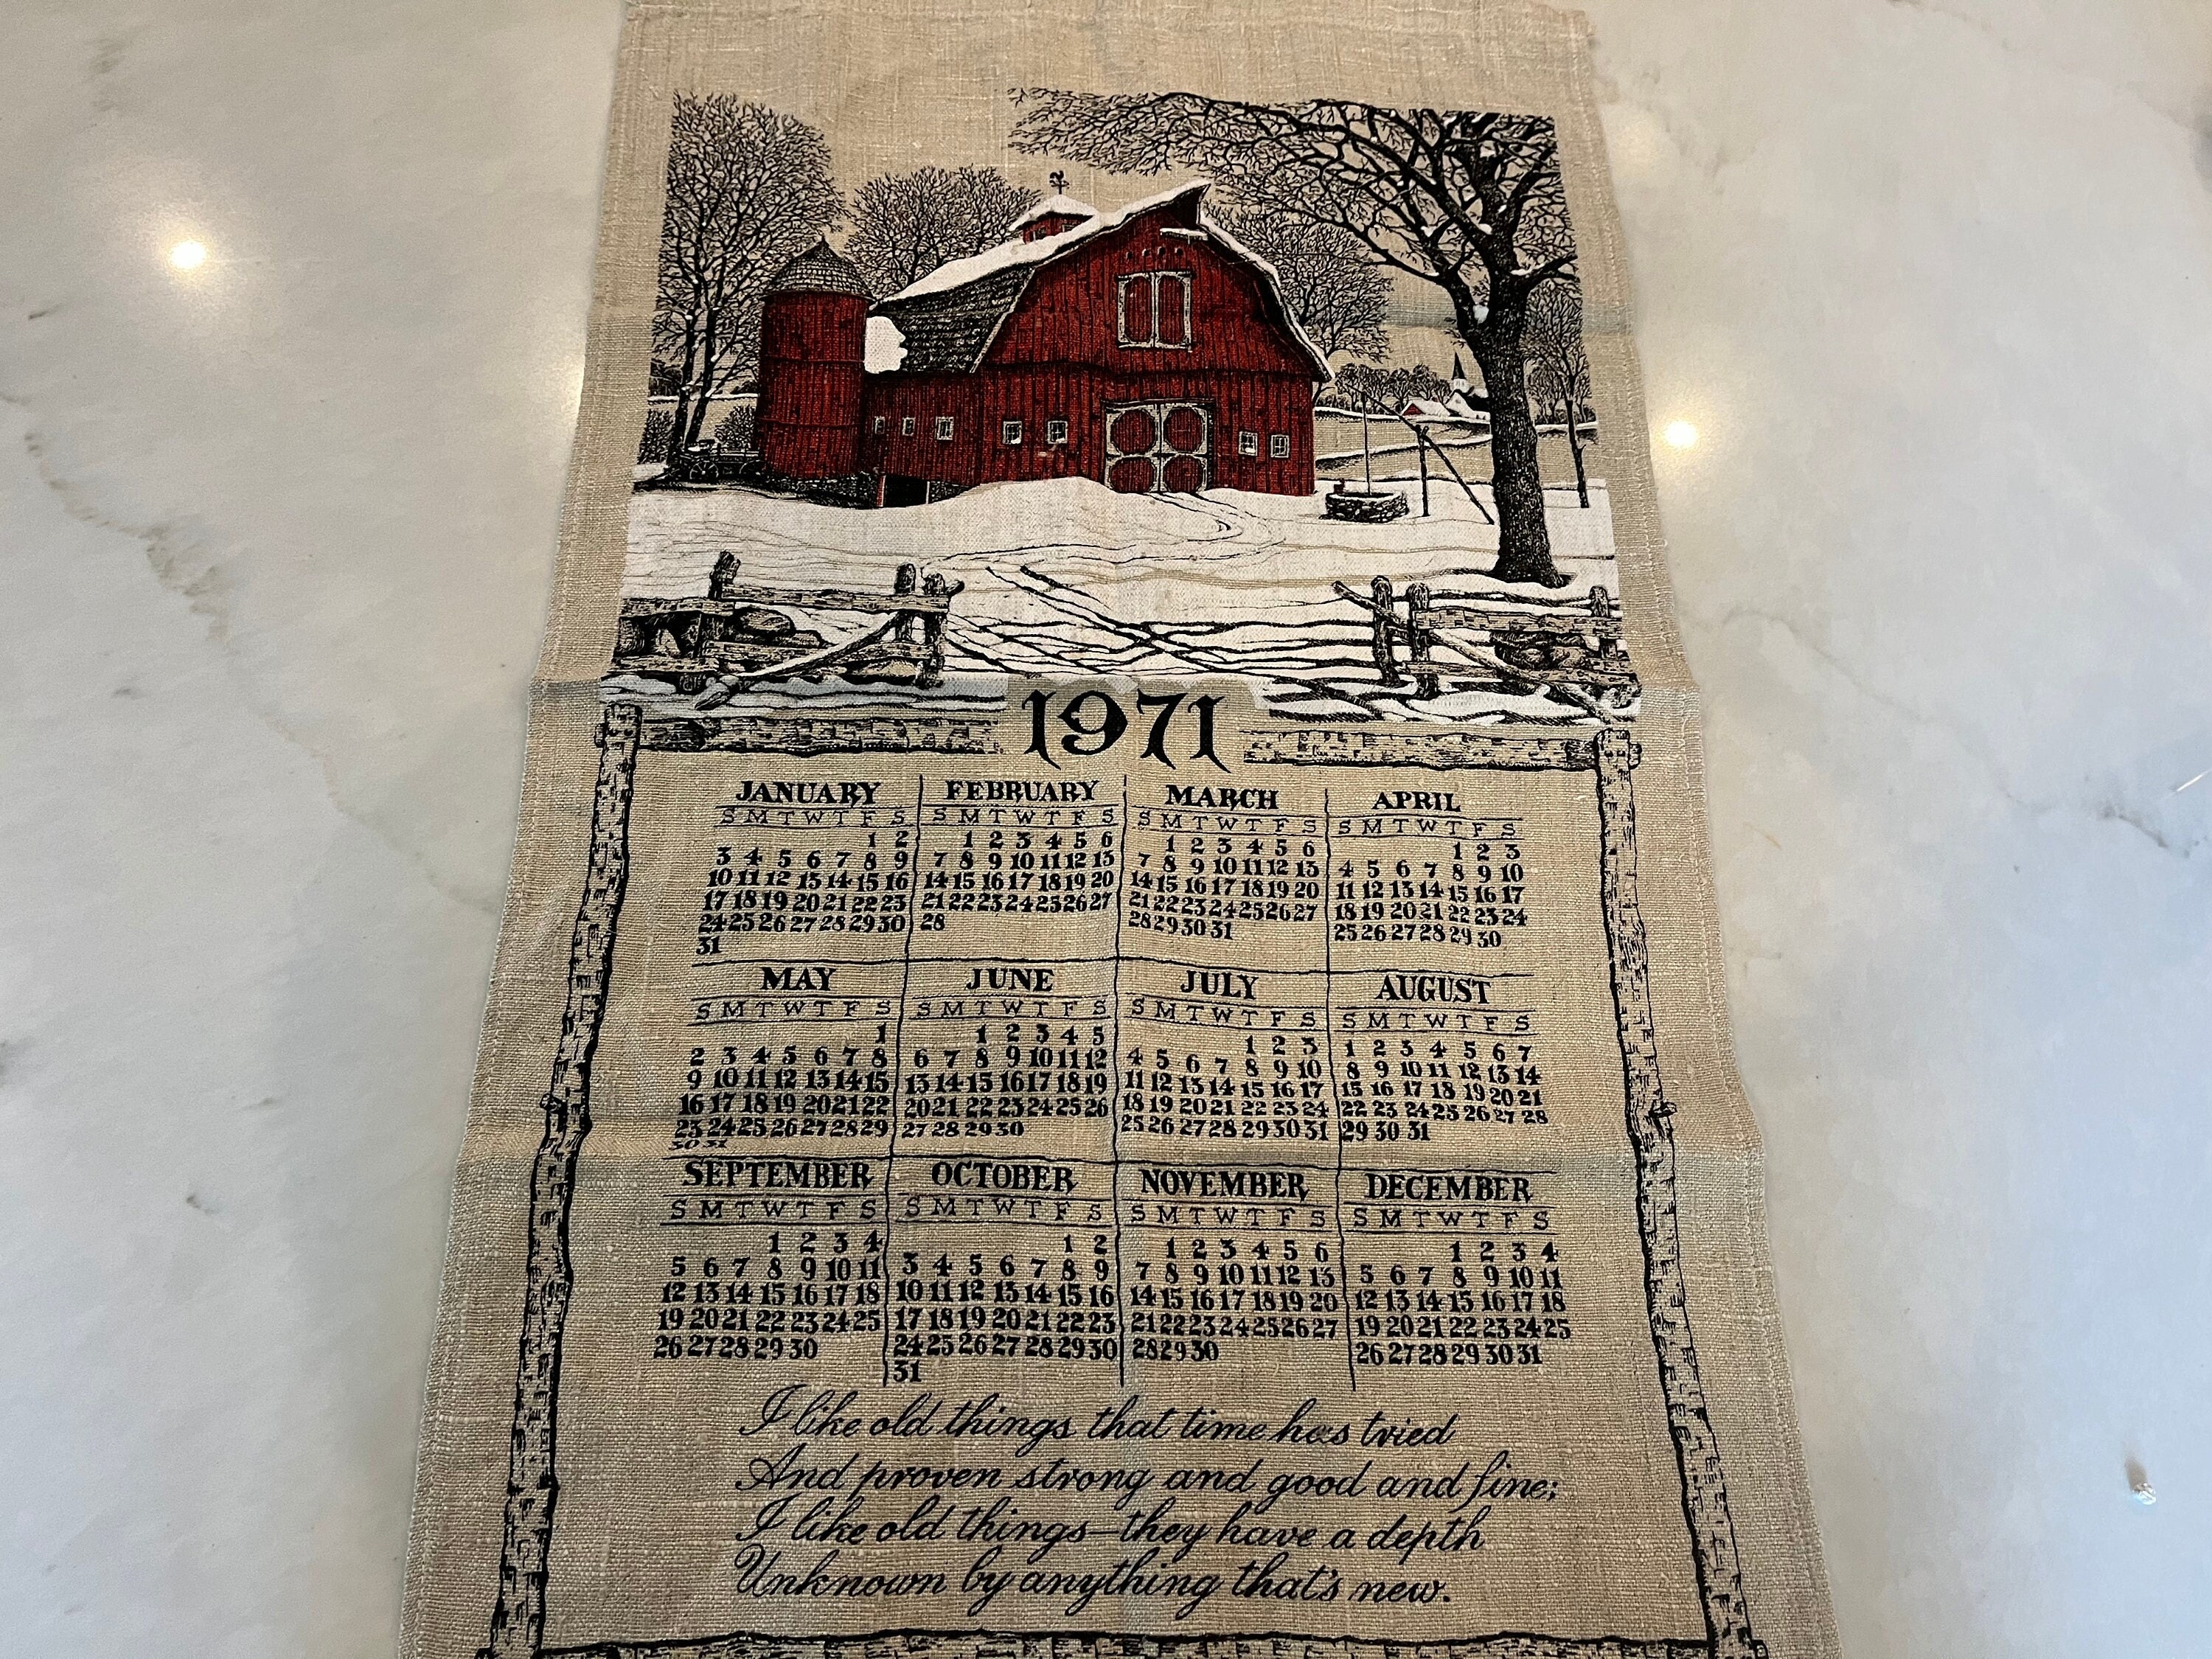 1971
JANUARY FEBRUARY MARCH APRIL
S M T W T F S S M T W T F S S M T W T F S S M T W T F S
1 2 1 2 3 4 5 6 1 2 3 4 5 6 1 2 3
3 4 5 6 7 8 9 7 8 9 10 11 12 13 7 8 9 10 11 12 13 4 5 6 7 8 9 10
10 11 12 13 14 15 16 14 15 16 17 18 19 20 14 15 16 17 18 19 20 11 12 13 14 15 16 17
17 18 19 20 21 22 23 21 22 23 24 25 26 27 21 22 23 24 25 26 27 18 19 20 21 22 23 24
24 25 26 27 28 29 30 28 28 29 30 31 25 26 27 28 29 30
31
MAY JUNE JULY AUGUST
S M T W T F S S M T W T F S S M T W T F S S M T W T F S
1 1 2 3 4 5 1 2 3 1 2 3 4 5 6 7
2 3 4 5 6 7 8 6 7 8 9 10 11 12 4 5 6 7 8 9 10 8 9 10 11 12 13 14
9 10 11 12 13 14 15 13 14 15 16 17 18 19 11 12 13 14 15 16 17 15 16 17 18 19 20 21
16 17 18 19 20 21 22 20 21 22 23 24 25 26 18 19 20 21 22 23 24 22 23 24 25 26 27 28
23 24 25 26 27 28 29 27 28 29 30 25 26 27 28 29 30 31 29 30 31
30 31
SEPTEMBER OCTOBER NOVEMBER DECEMBER
S M T W T F S S M T W T F S S M T W T F S S M T W T F S
1 2 3 4 1 2 1 2 3 4 5 6 1 2 3 4
5 6 7 8 9 10 11 3 4 5 6 7 8 9 7 8 9 10 11 12 13 5 6 7 8 9 10 11
12 13 14 15 16 17 18 10 11 12 13 14 15 16 14 15 16 17 18 19 20 12 13 14 15 16 17 18
19 20 21 22 23 24 25 17 18 19 20 21 22 23 21 22 23 24 25 26 27 19 20 21 22 23 24 25
26 27 28 29 30 24 25 26 27 28 29 30 28 29 30 26 27 28 29 30 31
31
I like old things that time has tried
And proven strong and good and fine;
I like old things—they have a depth
Unknown by anything that's new.